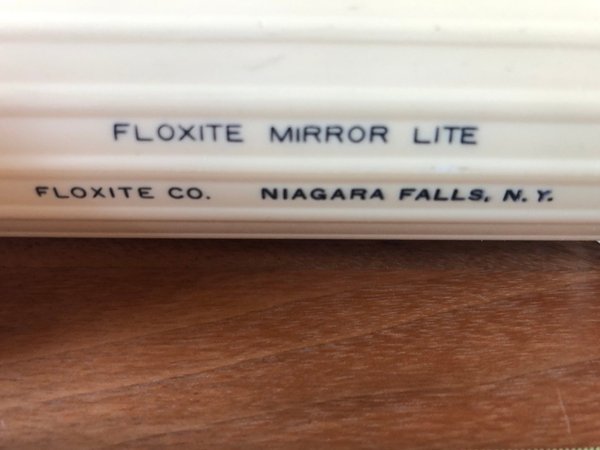 FLOXITE MIRROR LITE
FLOXITE CO. NIAGARA FALLS, N.Y.